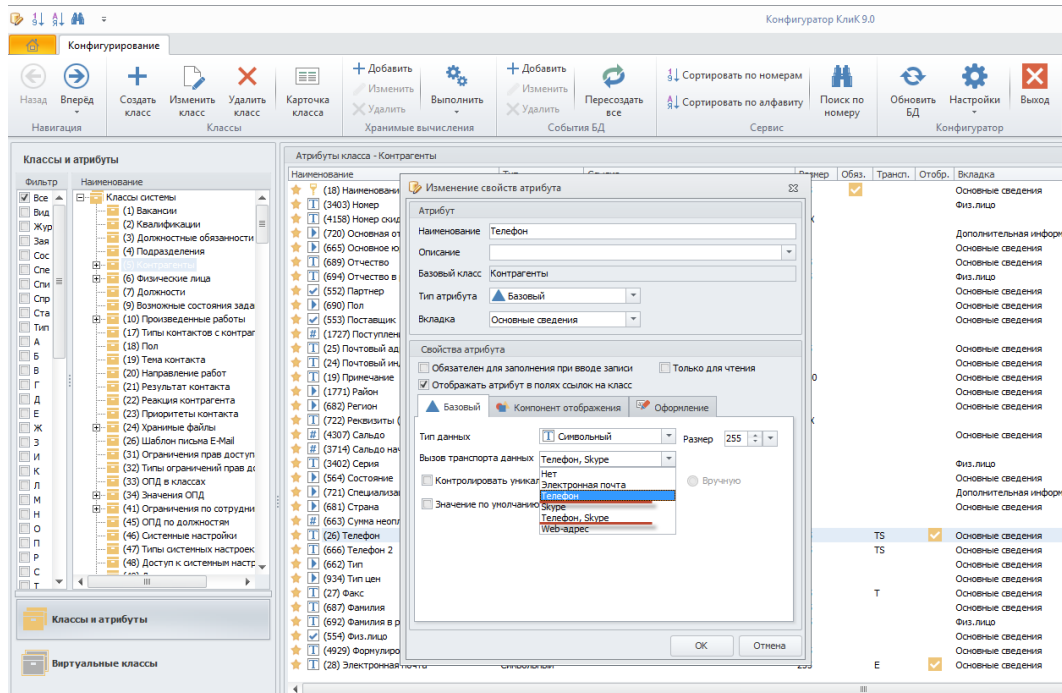 Конфигуратор КлиК 9.0
Конфигурирование
Назад
Вперёд
Навигация
Создать класс
Изменить класс
Удалить класс
Классы
Карточка класса
Добавить
Изменить
Удалить
Выполнить
Хранимые вычисления
Добавить
Изменить
Удалить
Пересоздать все
События БД
Сортировать по номерам
Сортировать по алфавиту
Поиск по номеру
Сервис
Обновить БД
Настройки
Выход
Конфигуратор
Классы и атрибуты
Фильтр
Все
Вид
Жур
Зая
Сос
Спе
Спи
Спр
Ста
Тип
А
Б
В
Г
Д
Е
Ж
З
И
К
Л
М
Н
О
П
Р
С
Т
Наименование
Классы системы
(1) Вакансии
(2) Квалификации
(3) Должностные обязанности
(4) Подразделения
(6) Физические лица
(7) Должности
(9) Возможные состояния зада
(10) Произведенные работы
(17) Типы контактов с контраг
(18) Пол
(19) Тема контакта
(20) Направление работ
(21) Результат контакта
(22) Реакция контрагента
(23) Приоритеты контакта
(24) Хранимые файлы
(26) Шаблон письма E-Mail
(31) Ограничения прав доступ
(32) Типы ограничений прав до
(33) ОПД в классах
(34) Значения ОПД
(41) Ограничения по сотрудни
(45) ОПД по должностям
(46) Системные настройки
(47) Типы системных настроек
(48) Доступ к системным настр
Классы и атрибуты
Виртуальные классы
Атрибуты класса - Контрагенты
Наименование Обяз. Трансп. Отобр. Вкладка
(18) Наименовани Основные сведения
(3403) Номер Физ.лицо
(4158) Номер скид
(720) Основная от Дополнительная информ
(665) Основное ю Основные сведения
(689) Отчество Основные сведения
(694) Отчество в Физ.лицо
(552) Партнер Основные сведения
(690) Пол Основные сведения
(553) Поставщик Основные сведения
(1727) Поступлен
(25) Почтовый ад Основные сведения
(24) Почтовый ин Основные сведения
(19) Примечание Основные сведения
(1771) Район Основные сведения
(682) Регион Основные сведения
(722) Реквизиты (
(4307) Сальдо Основные сведения
(3714) Сальдо нач
(3402) Серия Физ.лицо
(564) Состояние Основные сведения
(721) Специализа Дополнительная информ
(681) Страна Основные сведения
(663) Сумма неопл
(26) Телефон TS Основные сведения
(666) Телефон 2 TS Основные сведения
(662) Тип Основные сведения
(934) Тип цен Основные сведения
(27) Факс T Основные сведения
(687) Фамилия Основные сведения
(692) Фамилия в р Физ.лицо
(554) Физ.лицо Основные сведения
(4929) Формулиро Основные сведения
(28) Электронная почта E Основные сведения
Изменение свойств атрибута
Атрибут
Наименование Телефон
Описание
Базовый класс Контрагенты
Тип атрибута Базовый
Вкладка Основные сведения
Свойства атрибута
Обязателен для заполнения при вводе записи Только для чтения
Отображать атрибут в полях ссылок на класс
Базовый Компонент отображения Оформление
Тип данных Символьный Размер 255
Вызов транспорта данных Телефон, Skype
Контролировать уникал Вручную
Значение по умолчанию
Нет
Электронная почта
Телефон
Skype
Телефон, Skype
Web-адрес
ОК Отмена